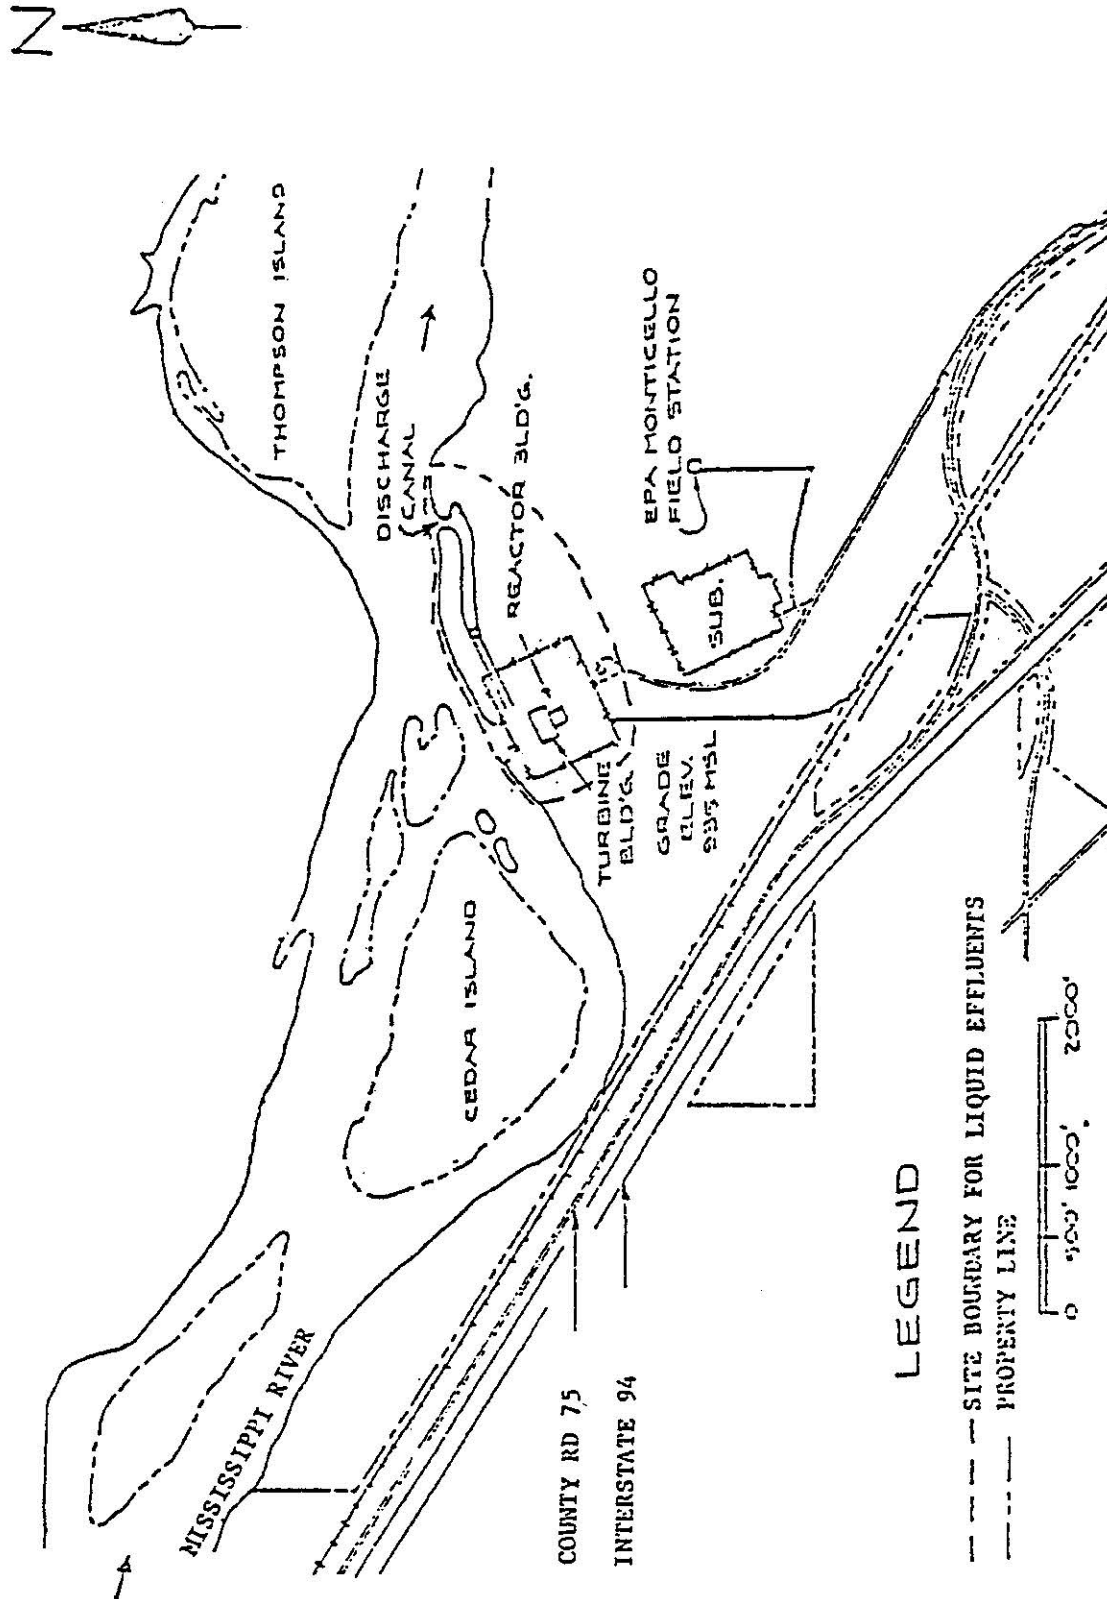 N
THOMPSON ISLAND
DISCHARGE
CANAL
REACTOR BLD'G.
EPA MONTICELLO
FIELD STATION
SUB.
TURBINE
BLD'G.
GRADE
ELEV.
935 MSL
CEDAR ISLAND
MISSISSIPPI RIVER
COUNTY RD 75
INTERSTATE 94
LEGEND
SITE BOUNDARY FOR LIQUID EFFLUENTS
PROPERTY LINE
0 500' 1000' 2000'